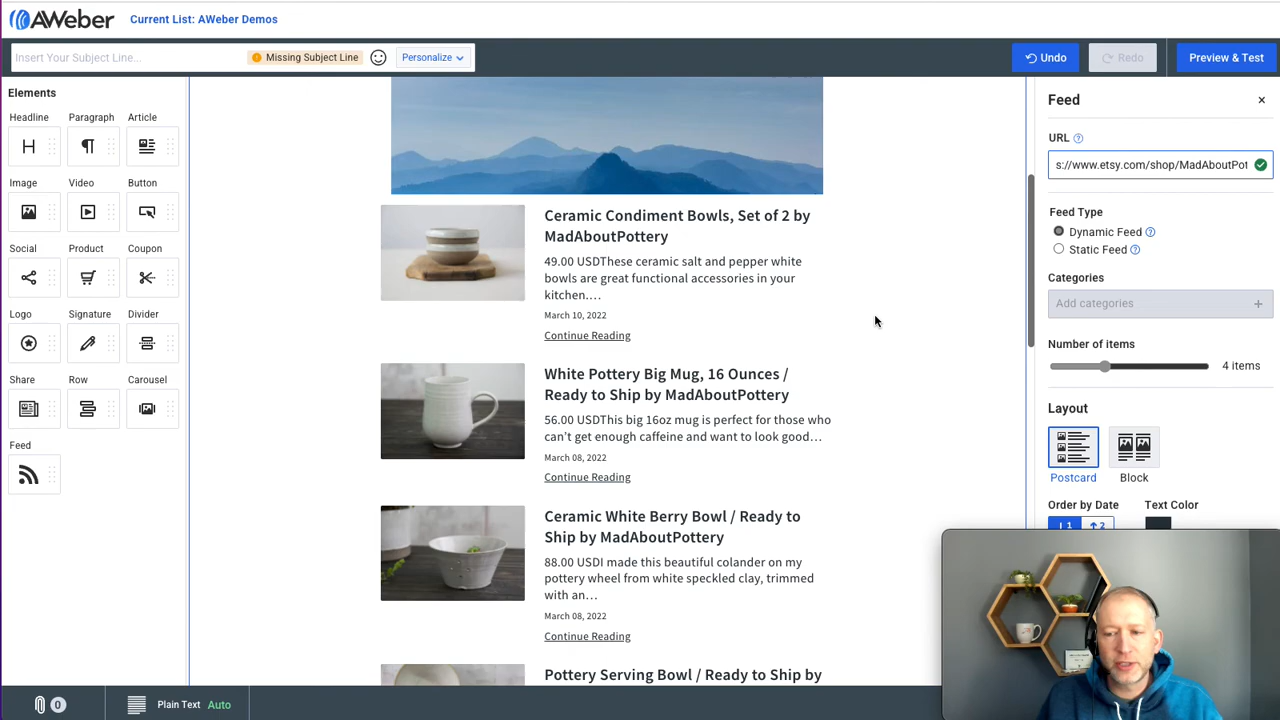 AWeber Current List: AWeber Demos
Insert Your Subject Line... Missing Subject Line Personalize Undo Redo Preview & Test
Elements
Headline Paragraph Article
Image Video Button
Social Product Coupon
Logo Signature Divider
Share Row Carousel
Feed
Ceramic Condiment Bowls, Set of 2 by
MadAboutPottery
49.00 USDThese ceramic salt and pepper white
bowls are great functional accessories in your
kitchen.…
March 10, 2022
Continue Reading
White Pottery Big Mug, 16 Ounces /
Ready to Ship by MadAboutPottery
56.00 USDThis big 16oz mug is perfect for those who
can't get enough caffeine and want to look good…
March 08, 2022
Continue Reading
Ceramic White Berry Bowl / Ready to
Ship by MadAboutPottery
88.00 USDI made this beautiful colander on my
pottery wheel from white speckled clay, trimmed
with an…
March 08, 2022
Continue Reading
Pottery Serving Bowl / Ready to Ship by
Feed
URL
s://www.etsy.com/shop/MadAboutPot
Feed Type
Dynamic Feed
Static Feed
Categories
Add categories
Number of items
4 items
Layout
Postcard Block
Order by Date Text Color
1 2
0 Plain Text Auto